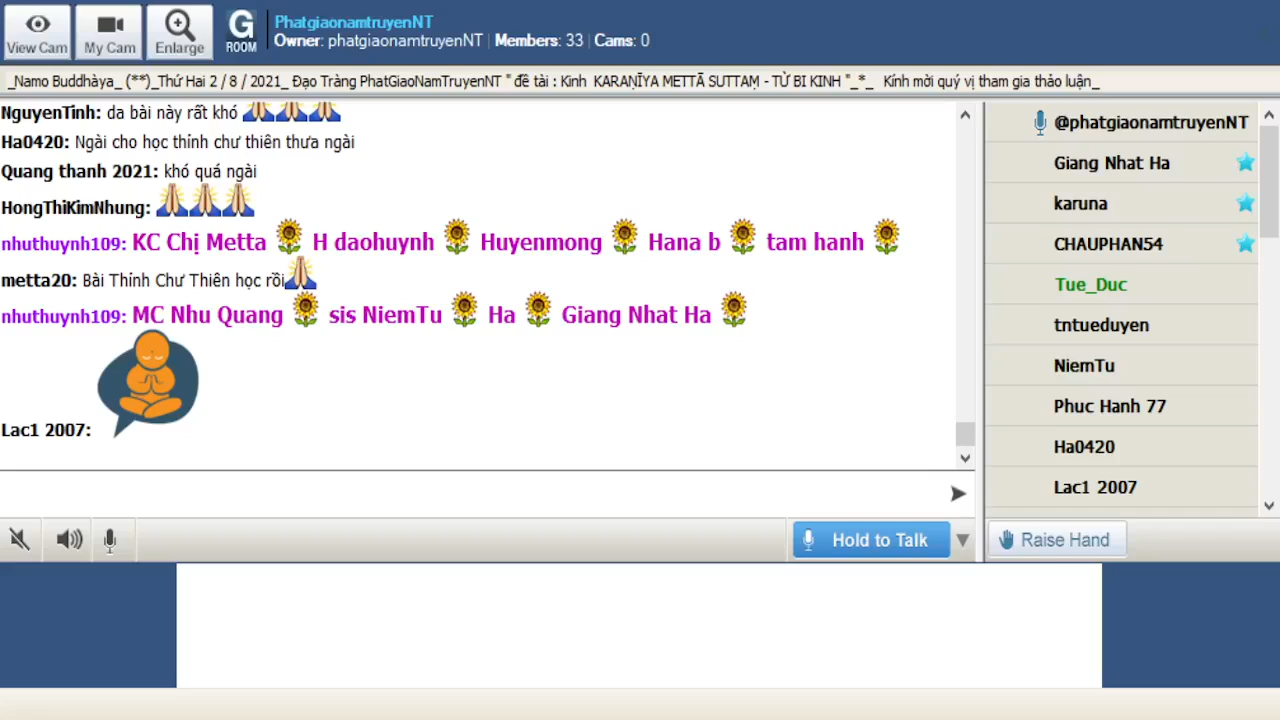 View Cam
My Cam
Enlarge
G
ROOM
PhatgiaonamtruyenNT
Owner: phatgiaonamtruyenNT | Members: 33 | Cams: 0
_Namo Buddhàya_ (**)_Thứ Hai 2 / 8 / 2021_ Đạo Tràng PhatGiaoNamTruyenNT " đề tài : Kinh KARAṆĪYA METTĀ SUTTAṂ - TỪ BI KINH "_*_ Kính mời quý vị tham gia thảo luận_
NguyenTinh: da bài này rất khó
Ha0420: Ngài cho học thỉnh chư thiên thưa ngài
Quang thanh 2021: khó quá ngài
HongThiKimNhung:
nhuthuynh109: KC Chị Metta H daohuynh Huyenmong Hana b tam hanh
metta20: Bài Thỉnh Chư Thiên học rồi
nhuthuynh109: MC Nhu Quang sis NiemTu Ha Giang Nhat Ha
Lac1 2007:
@phatgiaonamtruyenNT
Giang Nhat Ha
karuna
CHAUPHAN54
Tue_Duc
tntueduyen
NiemTu
Phuc Hanh 77
Ha0420
Lac1 2007
Hold to Talk
Raise Hand